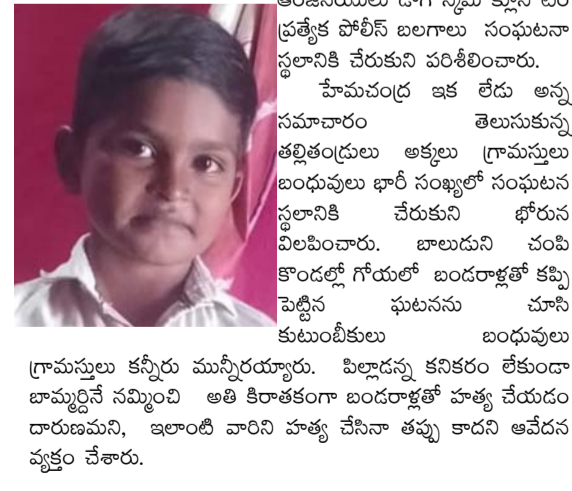 ప్రత్యేక పోలీస్ బలగాలు సంఘటనా
స్థలానికి చేరుకుని పరిశీలించారు.
హేమచంద్ర ఇక లేడు అన్న
సమాచారం తెలుసుకున్న
తల్లితండ్రులు అక్కలు గ్రామస్తులు
బంధువులు భారీ సంఖ్యలో సంఘటన
స్థలానికి చేరుకుని భోరున
విలపించారు. బాలుడుని చంపి
కొండల్లో గోయలో బండరాళ్లతో కప్పి
పెట్టిన ఘటనను చూసి
కుటుంబీకులు బంధువులు
గ్రామస్తులు కన్నీరు మున్నీరయ్యారు. పిల్లాడన్న కనికరం లేకుండా
బామ్మర్దినే నమ్మించి అతి కిరాతకంగా బండరాళ్లతో హత్య చేయడం
దారుణమని, ఇలాంటి వారిని హత్య చేసినా తప్పు కాదని ఆవేదన
వ్యక్తం చేశారు.